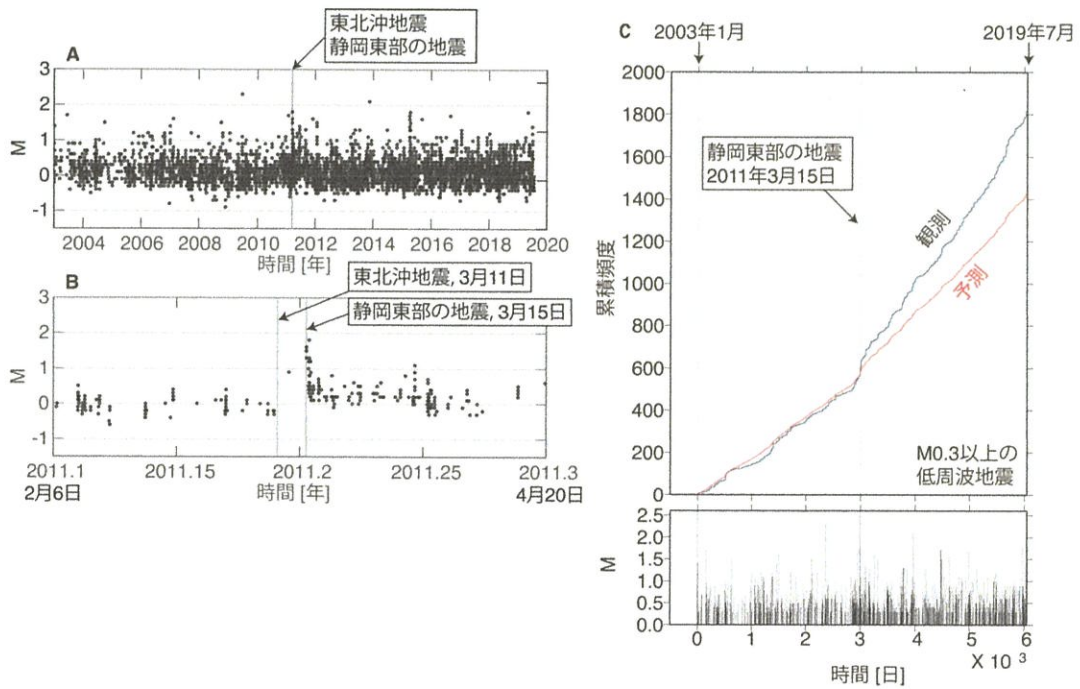 A
東北沖地震
静岡東部の地震
3
2
1
0
-1
M
2004 2006 2008 2010 2012 2014 2016 2018 2020
時間 [年]
B
東北沖地震, 3月11日
静岡東部の地震, 3月15日
3
2
1
0
-1
M
2011.1 2011.15 2011.2 2011.25 2011.3
2月6日 時間 [年] 4月20日
C
2003年1月 2019年7月
2000
1800
1600
1400
1200
1000
800
600
400
200
0
累積頻度
静岡東部の地震
2011年3月15日
観測
予測
M0.3以上の
低周波地震
2.5
2.0
1.5
1.0
0.5
0.0
M
0 1 2 3 4 5 6
X 10 3
時間 [日]